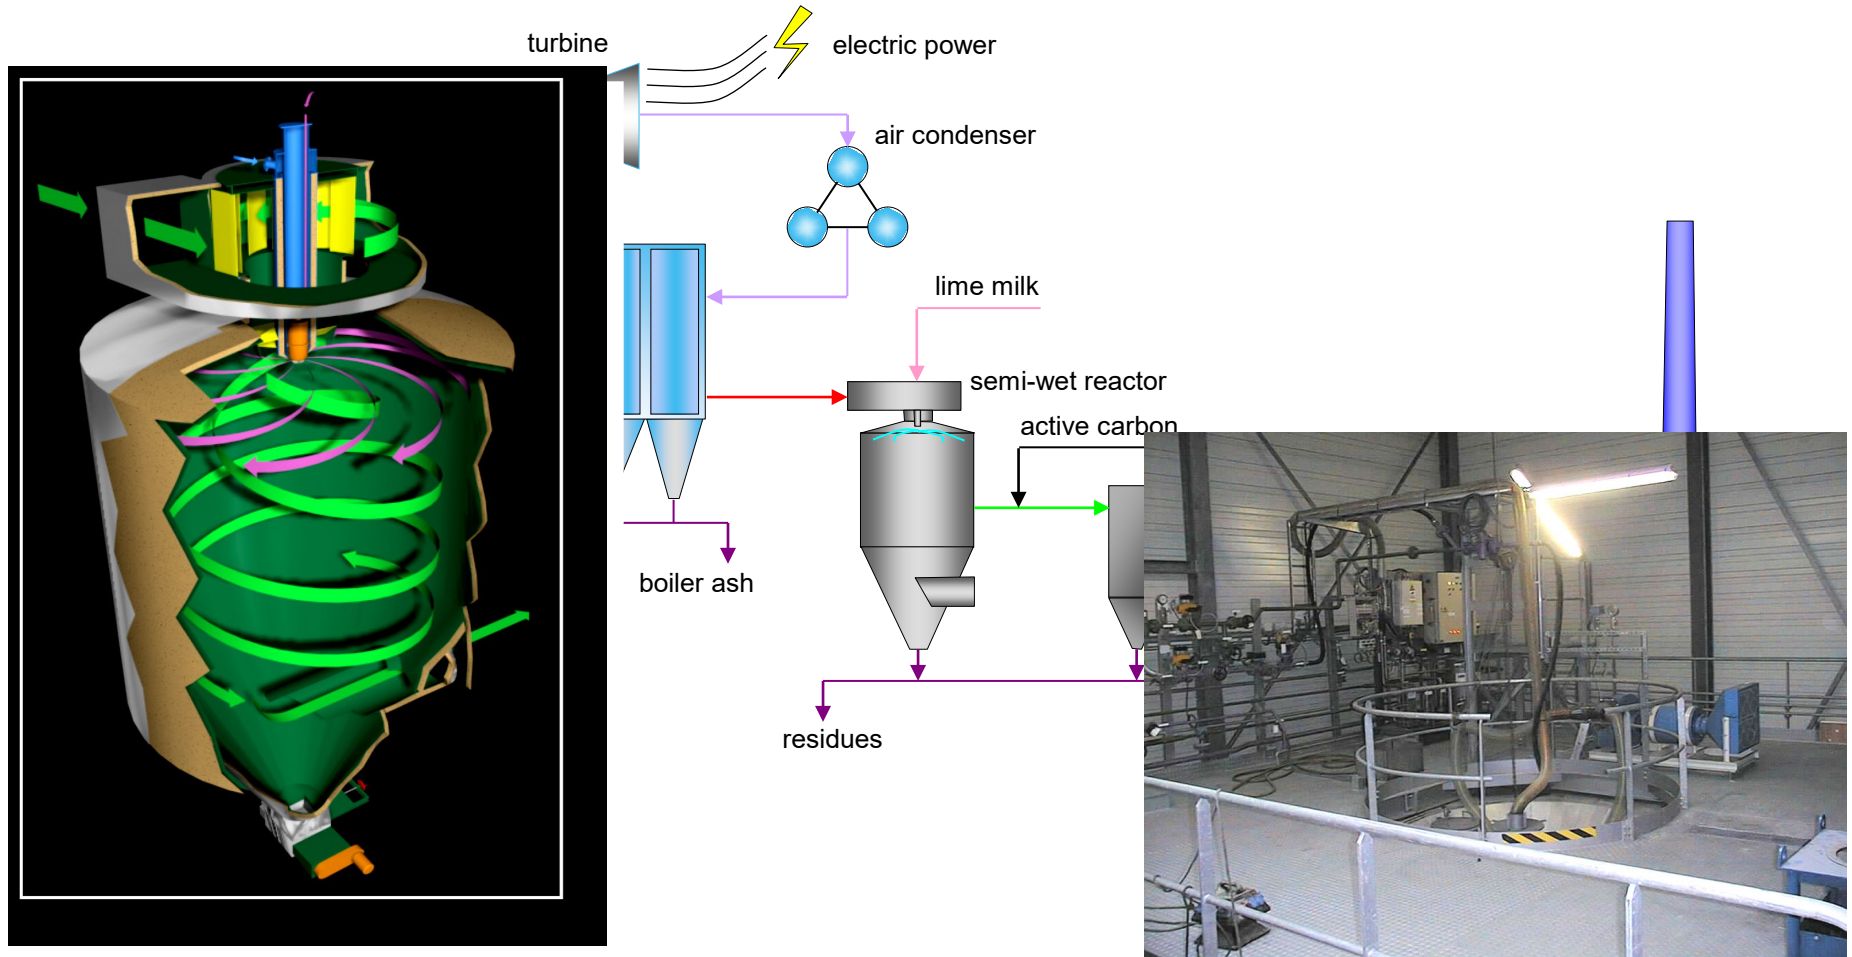 turbine
electric power
air condenser
lime milk
semi-wet reactor
active carbon
boiler ash
residues